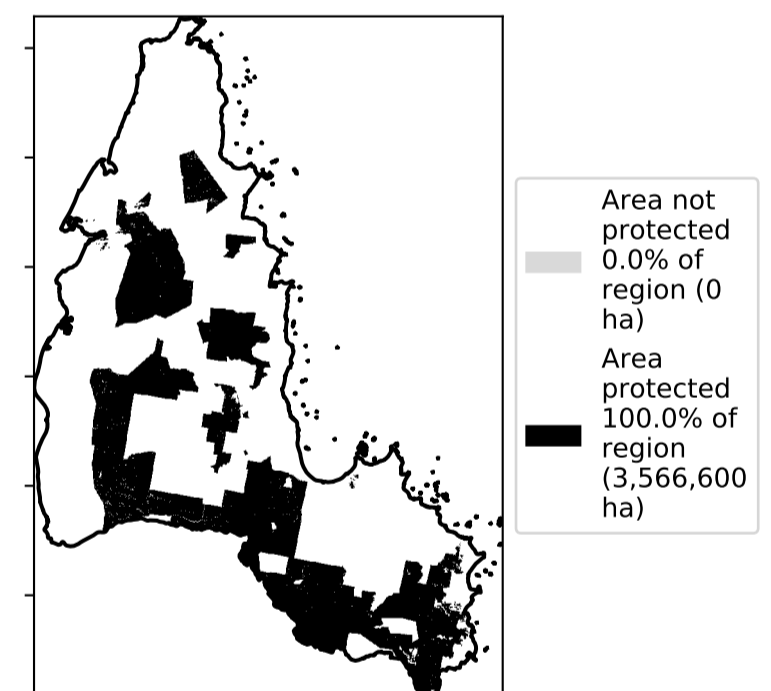 Area not
protected
0.0% of
region (0
ha)
Area
protected
100.0% of
region
(3,566,600
ha)